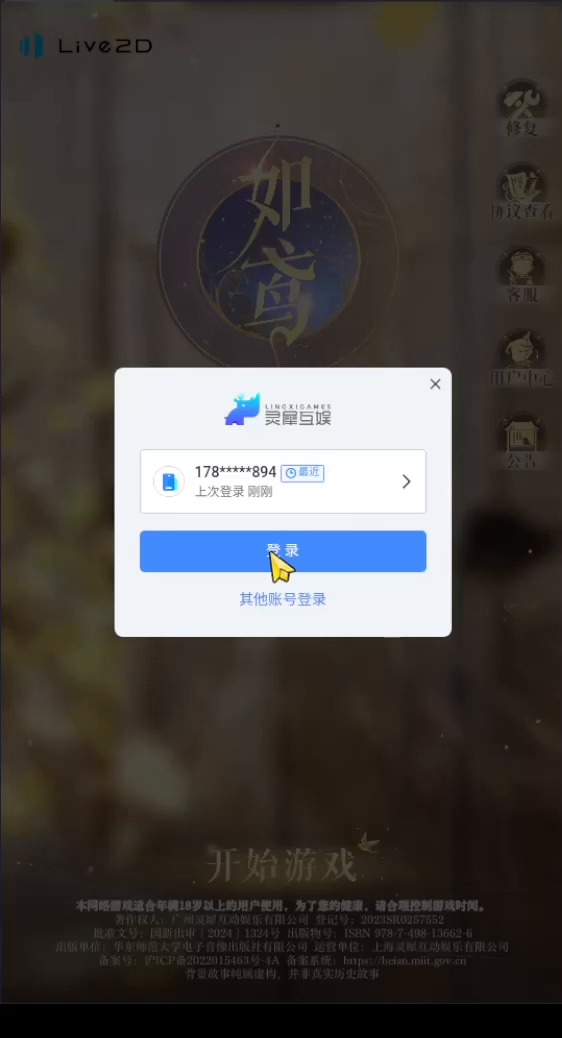 Live2D
修复
如鸢
协议查看
客服
用户中心
公告
LINGXIGAMES
灵犀互娱
178*****894 最近
上次登录 刚刚
登录
其他账号登录
开始游戏
本网络游戏适合年满18岁以上的用户使用，为了您的健康，请合理控制游戏时间。
著作权人：广州灵犀互动娱乐有限公司 登记号：2023SR0257552
批准文号：国新出审｜2024｜1324号 出版物号：ISBN 978-7-498-13662-6
出版单位：华东师范大学电子音像出版社有限公司 运营单位：上海灵犀互动娱乐有限公司
备案号：沪ICP备2022015463号-4A 备案系统：https://beian.miit.gov.cn
背景故事纯属虚构，并非真实历史故事